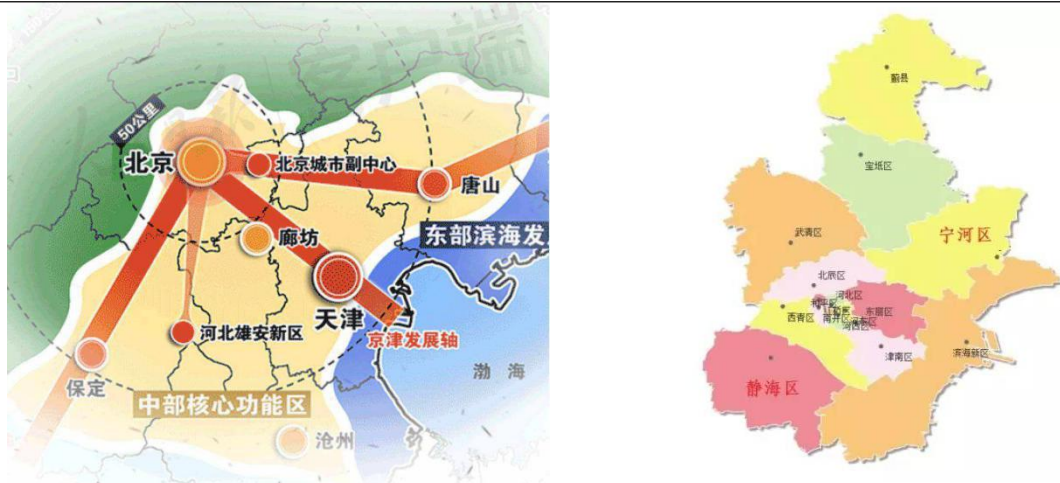 50公里
北京
北京城市副中心
唐山
廊坊
东部滨海发
天津
河北雄安新区
京津发展轴
保定
渤海
中部核心功能区
沧州
客户端
蓟县
宝坻区
武清区
宁河区
北辰区
河北区
西青区
东丽区
南开区
河西区
津南区
滨海新区
静海区